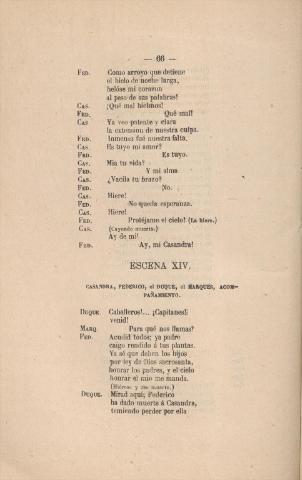 — 66 —
FED. Como arroyo que detiene
el hielo de noche larga,
helóse mi corazon
al peso de sus palabras!
CAS. ¡Qué mal hicimos!
FED. Qué mal!
CAS Ya veo patente y clara
la extension de nuestra culpa.
FED. Inmensa fué nuestra falta.
CAS. Es tuyo mi amor?
FED. Es tuyo.
CAS. Mia tu vida?
FED. Y mi alma
CAS. ¿Vacila tu brazo?
FED. No.
CAS. Hiere!
FED. No queda esperanza.
CAS. Hiere!
FED. Protéjame el cielo! (La hiere.)
CAS. (Cayendo muerta.)
Ay de mí!
FED. Ay, mi Casandra!
ESCENA XIV.
CASANDRA, FEDERICO, el DUQUE, el MARQUES, ACOM-
PAÑAMIENTO.
DUQUE. Caballeros!... ¡Capitanes!¡
venid!
MARQ. Para qué nos llamas?
FED. Acudid todos; yo padre
caigo rendido á tus plantas.
Ya sé que deben los hijos
por ley de Dios sacrosanta,
honrar los padres, y el cielo
honrar el mio me manda.
(Hiérese y cae muerto.)
DUQUE. Mirad aquí; Federico
ha dado muerte á Casandra,
temiendo perder por ella